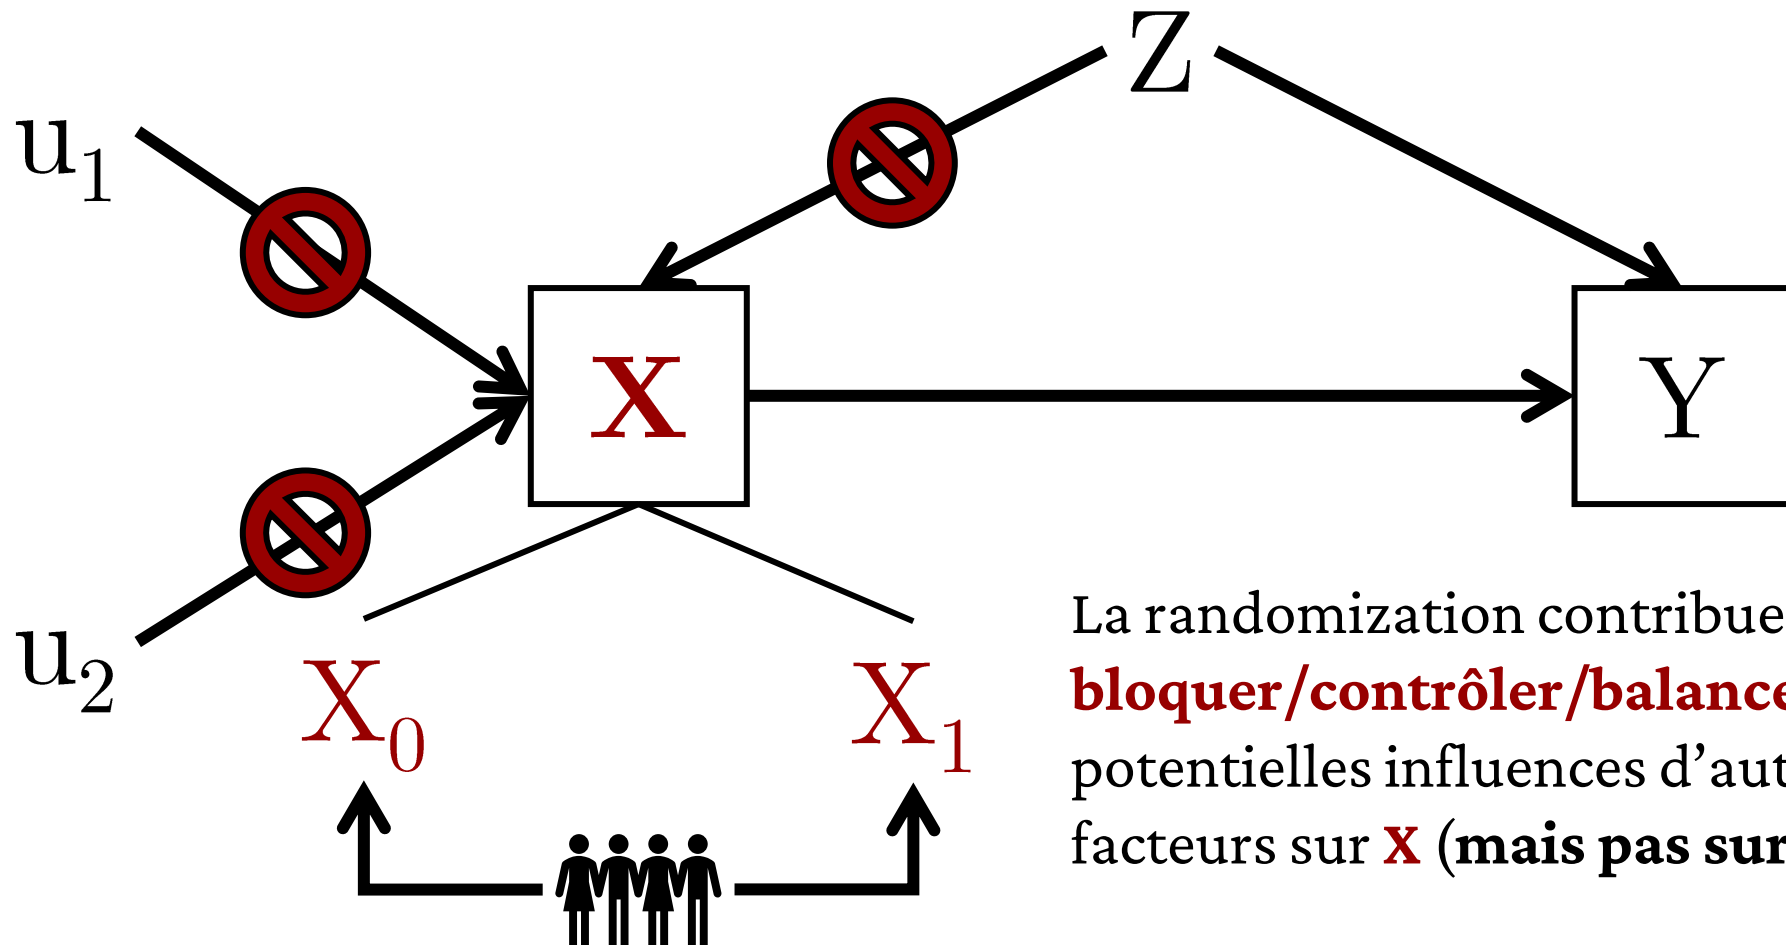 Z
u1
X
Y
u2
X0 X1
La randomization contribue
bloquer/contrôler/balance
potentielles influences d’aut
facteurs sur X (mais pas sur